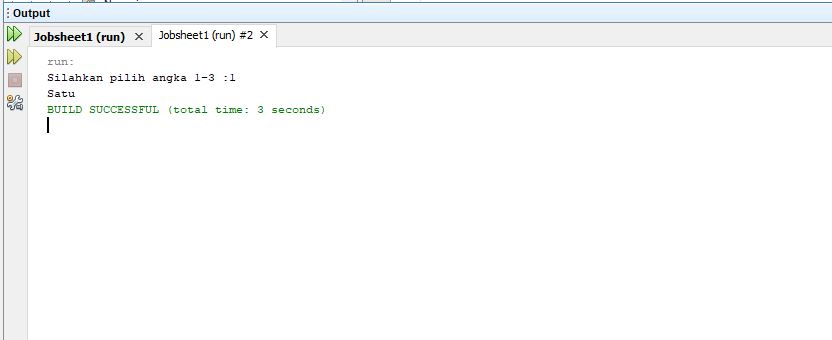 Output
Jobsheet1 (run) × Jobsheet1 (run) #2 ×
run:
Silahkan pilih angka 1-3 :1
Satu
BUILD SUCCESSFUL (total time: 3 seconds)